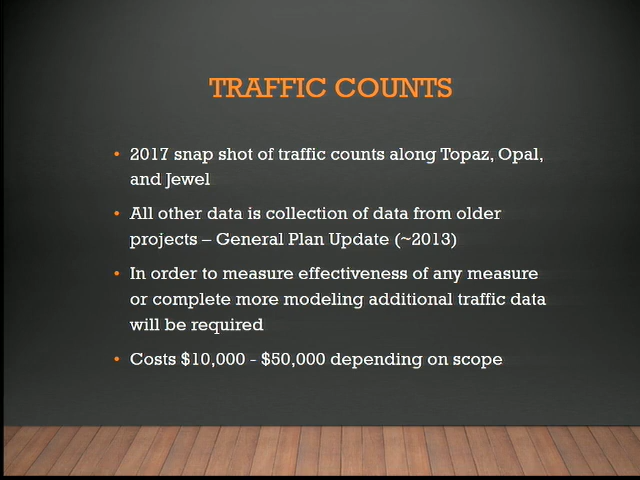 TRAFFIC COUNTS
• 2017 snap shot of traffic counts along Topaz, Opal,
and Jewel
• All other data is collection of data from older
projects – General Plan Update (~2013)
• In order to measure effectiveness of any measure
or complete more modeling additional traffic data
will be required
• Costs $10,000 - $50,000 depending on scope